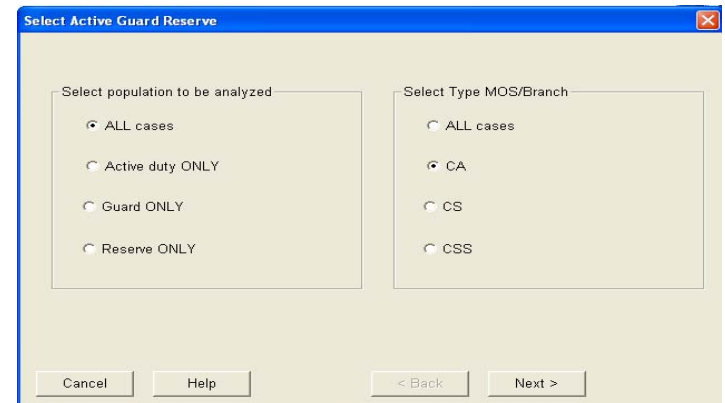 Select Active Guard Reserve
Select population to be analyzed
ALL cases
Active duty ONLY
Guard ONLY
Reserve ONLY
Select Type MOS/Branch
ALL cases
CA
CS
CSS
Cancel
Help
< Back
Next >